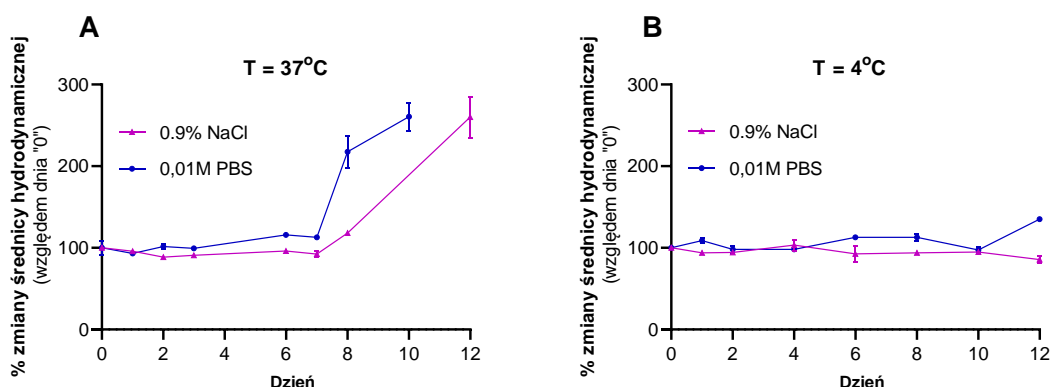 A
T = 37°C
% zmiany średnicy hydrodynamicznej
(względem dnia "0")
300
200
100
0
0.9% NaCl
0,01M PBS
0 2 4 6 8 10 12
Dzień
B
T = 4°C
% zmiany średnicy hydrodynamicznej
(względem dnia "0")
300
200
100
0
0.9% NaCl
0,01M PBS
0 2 4 6 8 10 12
Dzień